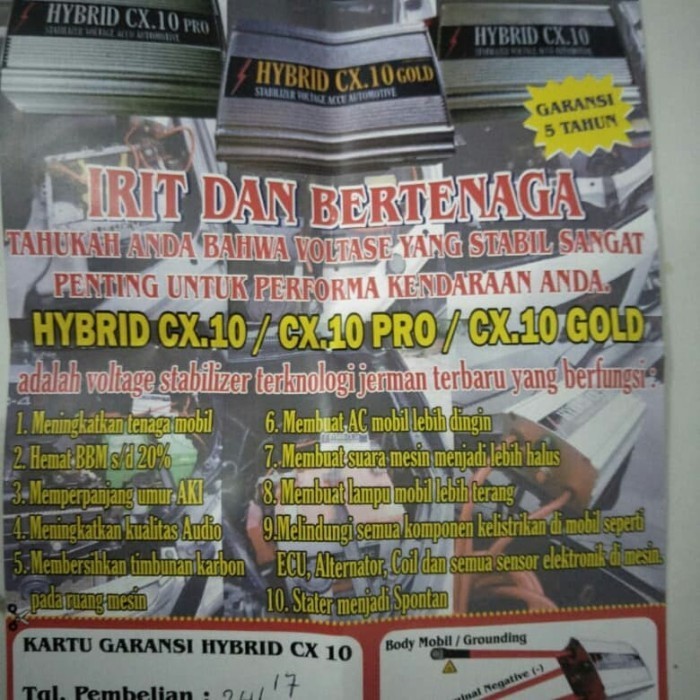 HYBRID CX.10 PRO
STABILIZER VOLTAGE ACCU AUTOMOTIVE
HYBRID CX.10 GOLD
STABILIZER VOLTAGE ACCU AUTOMOTIVE
HYBRID CX.10
STABILIZER VOLTAGE ACCU AUTOMOTIVE
GARANSI
5 TAHUN
IRIT DAN BERTENAGA
TAHUKAH ANDA BAHWA VOLTASE YANG STABIL SANGAT
PENTING UNTUK PERFORMA KENDARAAN ANDA.
HYBRID CX.10 / CX.10 PRO / CX.10 GOLD
adalah voltage stabilizer terknologi jerman terbaru yang berfungsi :
1. Meningkatkan tenaga mobil
2. Hemat BBM s/d 20%
3. Memperpanjang umur AKI
4. Meningkatkan kualitas Audio
5. Membersihkan timbunan karbon
pada ruang mesin
6. Membuat AC mobil lebih dingin
7. Membuat suara mesin menjadi lebih halus
8. Membuat lampu mobil lebih terang
9.Melindungi semua komponen kelistrikan di mobil seperti
ECU, Alternator, Coil dan semua sensor elektronik di mesin.
10. Stater menjadi Spontan
KARTU GARANSI HYBRID CX 10
Tgl. Pembelian :
Body Mobil / Grounding
Negative (-)